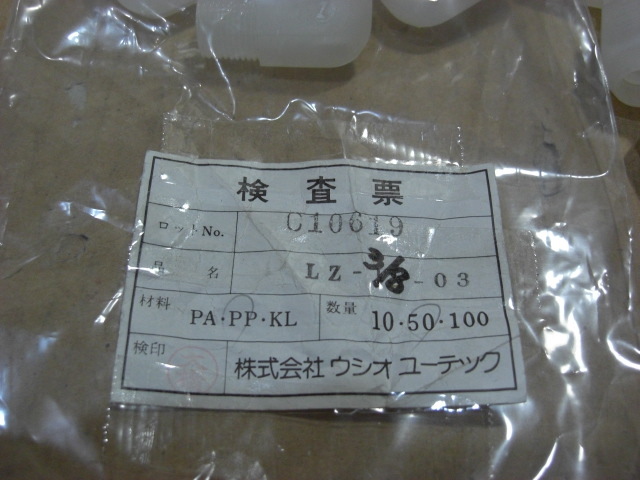 検査票
ロットNo. C10619
品名 LZ-3/8-03
材料 PA・PP・KL 数量 10・50・100
検印 株式会社 ウシオ ユーテック